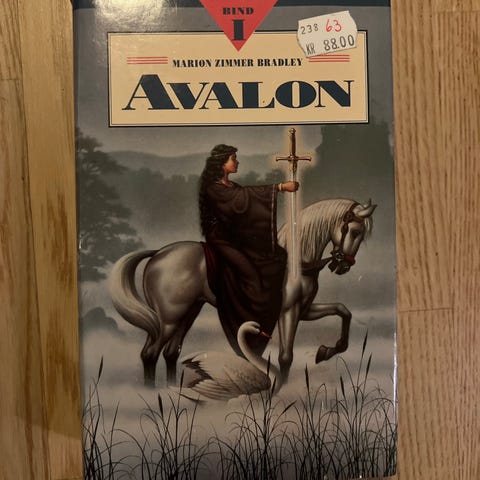 BIND
I
238 63
KR 88.00
MARION ZIMMER BRADLEY
AVALON